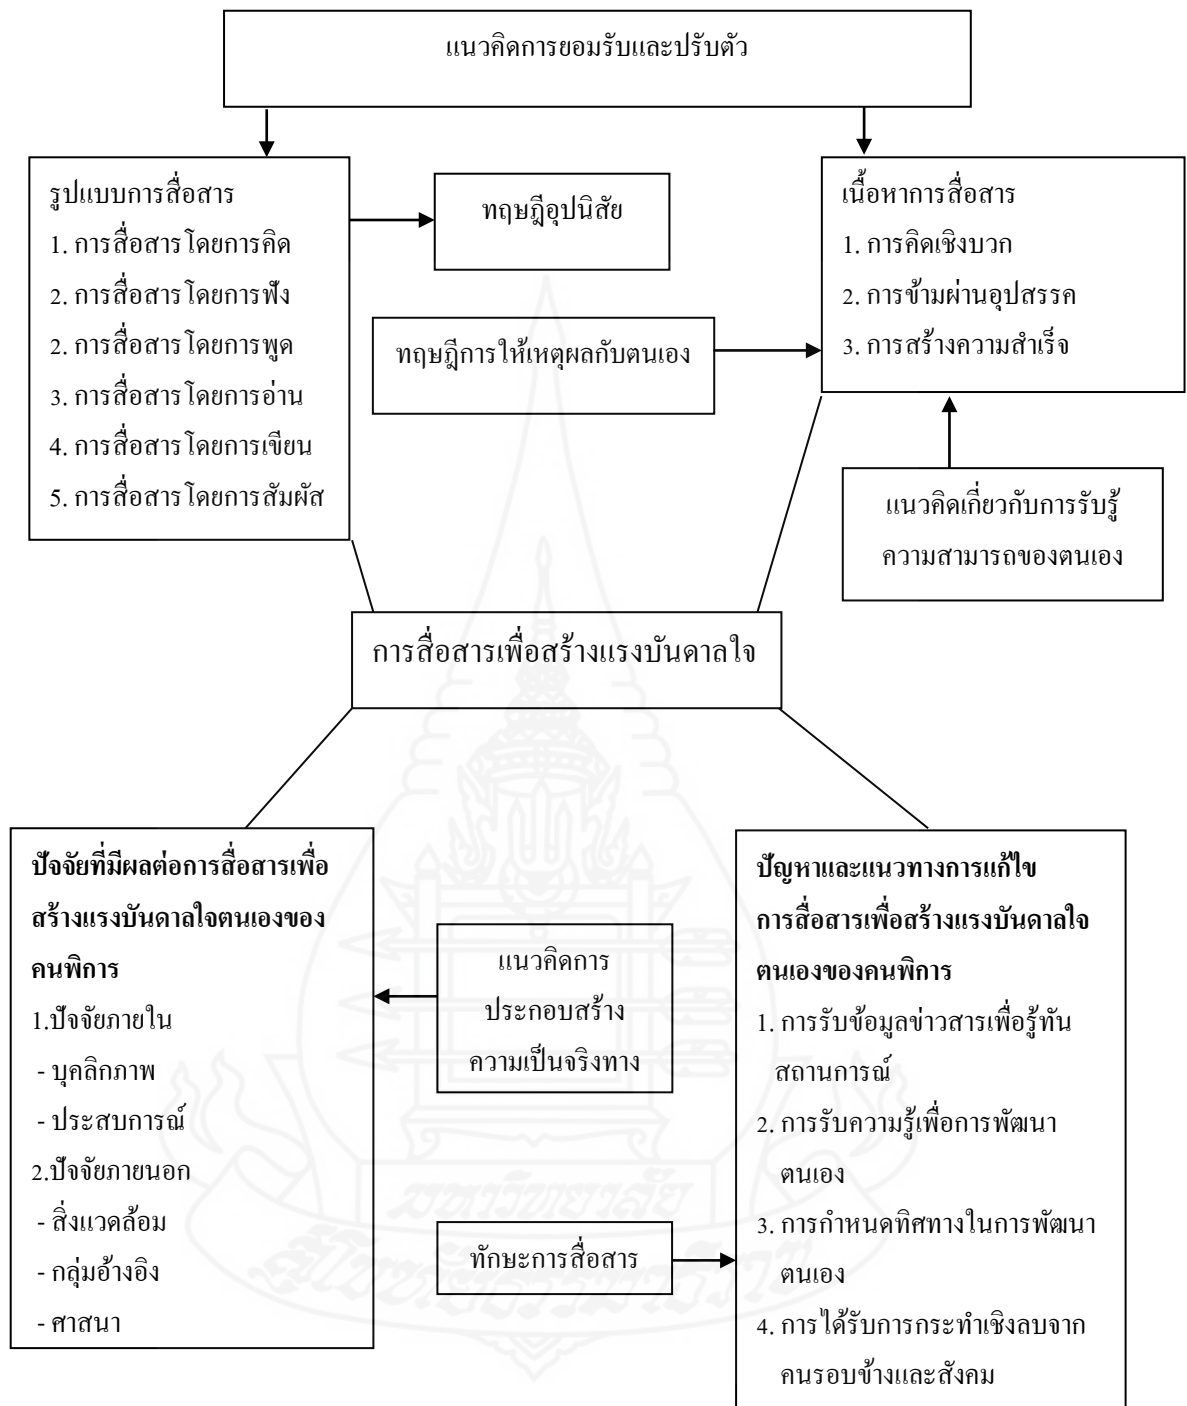 แนวคิดการยอมรับและปรับตัว
รูปแบบการสื่อสาร
1. การสื่อสารโดยการคิด
2. การสื่อสารโดยการฟัง
2. การสื่อสารโดยการพูด
3. การสื่อสารโดยการอ่าน
4. การสื่อสารโดยการเขียน
5. การสื่อสารโดยการสัมผัส
ทฤษฎีอุปนิสัย
ทฤษฎีการให้เหตุผลกับตนเอง
เนื้อหาการสื่อสาร
1. การคิดเชิงบวก
2. การข้ามผ่านอุปสรรค
3. การสร้างความสำเร็จ
แนวคิดเกี่ยวกับการรับรู้
ความสามารถของตนเอง
การสื่อสารเพื่อสร้างแรงบันดาลใจ
ปัจจัยที่มีผลต่อการสื่อสารเพื่อ
สร้างแรงบันดาลใจตนเองของ
คนพิการ
1.ปัจจัยภายใน
- บุคลิกภาพ
- ประสบการณ์
2.ปัจจัยภายนอก
- สิ่งแวดล้อม
- กลุ่มอ้างอิง
- ศาสนา
แนวคิดการ
ประกอบสร้าง
ความเป็นจริงทาง
ทักษะการสื่อสาร
ปัญหาและแนวทางการแก้ไข
การสื่อสารเพื่อสร้างแรงบันดาลใจ
ตนเองของคนพิการ
1. การรับข้อมูลข่าวสารเพื่อรู้ทัน
สถานการณ์
2. การรับความรู้เพื่อการพัฒนา
ตนเอง
3. การกำหนดทิศทางในการพัฒนา
ตนเอง
4. การได้รับการกระทำเชิงลบจาก
คนรอบข้างและสังคม
มหาวิทยาลัย
สุโขทัยธรรมาธิราช